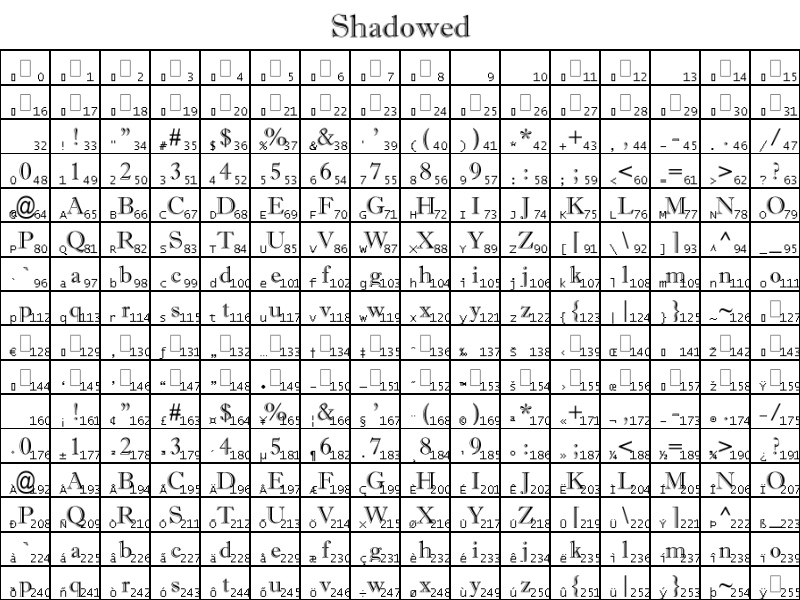 Shadowed
0 1 2 3 4 5 6 7 8 9 10 11 12 13 14 15
16 17 18 19 20 21 22 23 24 25 26 27 28 29 30 31
32 ! ! 33 " ” 34 # # 35 $ $ 36 % % 37 & & 38 ' ’ 39 ( ( 40 ) ) 41 * * 42 + + 43 , , 44 - - 45 . . 46 / / 47
0 0 48 1 1 49 2 2 50 3 3 51 4 4 52 5 5 53 6 6 54 7 7 55 8 8 56 9 9 57 : : 58 ; ; 59 < < 60 = = 61 > > 62 ? ? 63
@ @ 64 A A 65 B B 66 C C 67 D D 68 E E 69 F F 70 G G 71 H H 72 I I 73 J J 74 K K 75 L L 76 M M 77 N N 78 O O 79
P P 80 Q Q 81 R R 82 S S 83 T T 84 U U 85 V V 86 W W 87 X X 88 Y Y 89 Z Z 90 [ [ 91 \ \ 92 ] ] 93 ^ ^ 94 _ _ 95
` ` 96 a a 97 b b 98 c c 99 d d 100 e e 101 f f 102 g g 103 h h 104 i i 105 j j 106 k k 107 l l 108 m m 109 n n 110 o o 111
p p 112 q q 113 r r 114 s s 115 t t 116 u u 117 v v 118 w w 119 x x 120 y y 121 z z 122 { { 123 | | 124 } } 125 ~ ~ 126 127
€ 128 129 ‚ 130 ƒ 131 „ 132 … 133 † 134 ‡ 135 ˆ 136 ‰ 137 Š 138 ‹ 139 Œ 140 141 Ž 142 143
144 ‘ 145 ’ 146 “ 147 ” 148 • 149 – 150 — 151 ˜ 152 ™ 153 š 154 › 155 œ 156 157 ž 158 Ÿ 159
160 ¡ ! 161 ¢ ” 162 £ # 163 ¤ $ 164 ¥ % 165 ¦ & 166 § ’ 167 ¨ ( 168 © ) 169 ª * 170 « + 171 ¬ , 172 - 173 ® . 174 ¯ / 175
° 0 176 ± 1 177 ² 2 178 ³ 3 179 ´ 4 180 µ 5 181 ¶ 6 182 · 7 183 ¸ 8 184 ¹ 9 185 º : 186 » ; 187 ¼ < 188 ½ = 189 ¾ > 190 ¿ ? 191
À @ 192 Á A 193 Â B 194 Ã C 195 Ä D 196 Å E 197 Æ F 198 Ç G 199 È H 200 É I 201 Ê J 202 Ë K 203 Ì L 204 Í M 205 Î N 206 Ï O 207
Ð P 208 Ñ Q 209 Ò R 210 Ó S 211 Ô T 212 Õ U 213 Ö V 214 × W 215 Ø X 216 Ù Y 217 Ú Z 218 Û [ 219 Ü \ 220 Ý ] 221 Þ ^ 222 ß _ 223
à ` 224 á a 225 â b 226 ã c 227 ä d 228 å e 229 æ f 230 ç g 231 è h 232 é i 233 ê j 234 ë k 235 ì l 236 í m 237 î n 238 ï o 239
ð p 240 ñ q 241 ò r 242 ó s 243 ô t 244 õ u 245 ö v 246 ÷ w 247 ø x 248 ù y 249 ú z 250 û { 251 ü | 252 ý } 253 þ ~ 254 ÿ 255